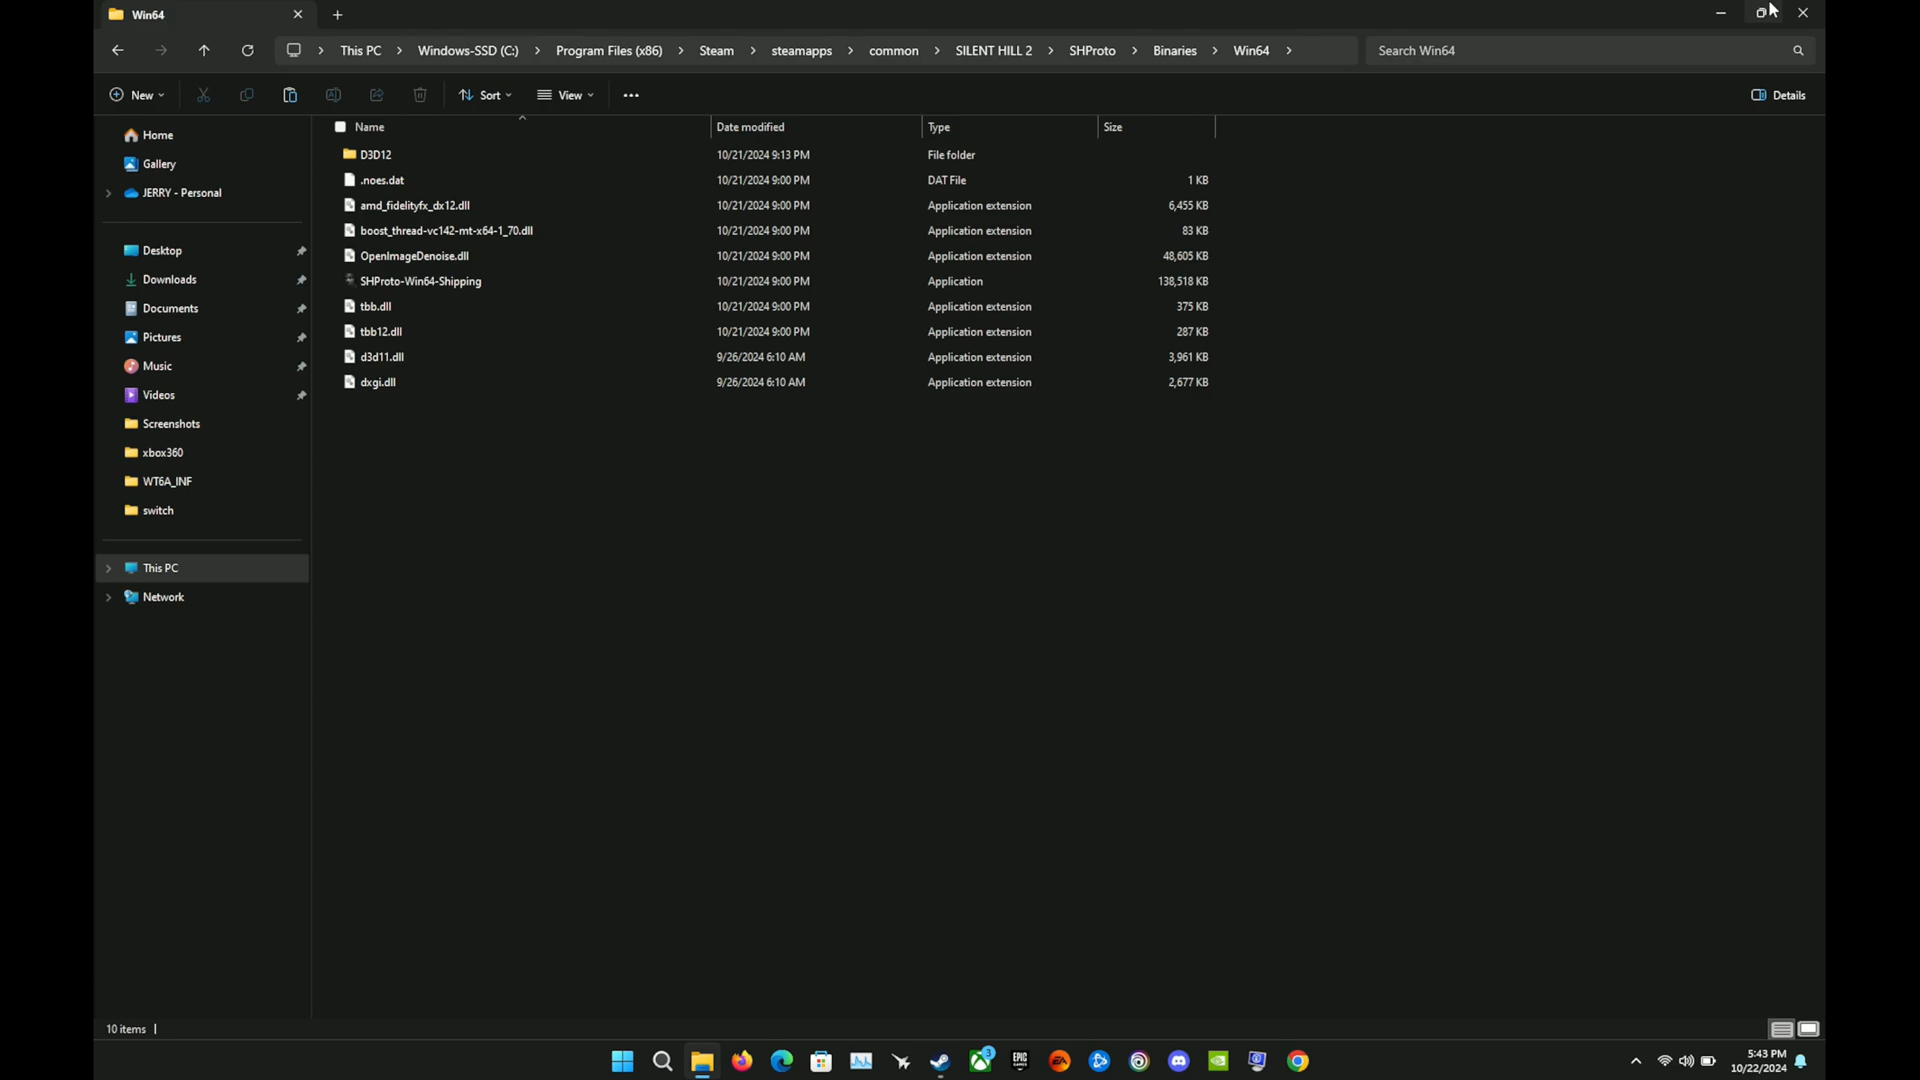 Win64
This PC > Windows-SSD (C:) > Program Files (x86) > Steam > steamapps > common > SILENT HILL 2 > SHProto > Binaries > Win64 >
Search Win64
New
Sort
View
Details
Name Date modified Type Size
D3D12 10/21/2024 9:13 PM File folder
.noes.dat 10/21/2024 9:00 PM DAT File 1 KB
amd_fidelityfx_dx12.dll 10/21/2024 9:00 PM Application extension 6,455 KB
boost_thread-vc142-mt-x64-1_70.dll 10/21/2024 9:00 PM Application extension 83 KB
OpenImageDenoise.dll 10/21/2024 9:00 PM Application extension 48,605 KB
SHProto-Win64-Shipping 10/21/2024 9:00 PM Application 138,518 KB
tbb.dll 10/21/2024 9:00 PM Application extension 375 KB
tbb12.dll 10/21/2024 9:00 PM Application extension 287 KB
d3d11.dll 9/26/2024 6:10 AM Application extension 3,961 KB
dxgi.dll 9/26/2024 6:10 AM Application extension 2,677 KB
Home
Gallery
JERRY - Personal
Desktop
Downloads
Documents
Pictures
Music
Videos
Screenshots
xbox360
WT6A_INF
switch
This PC
Network
10 items
3
EPIC GAMES
EA
5:43 PM
10/22/2024